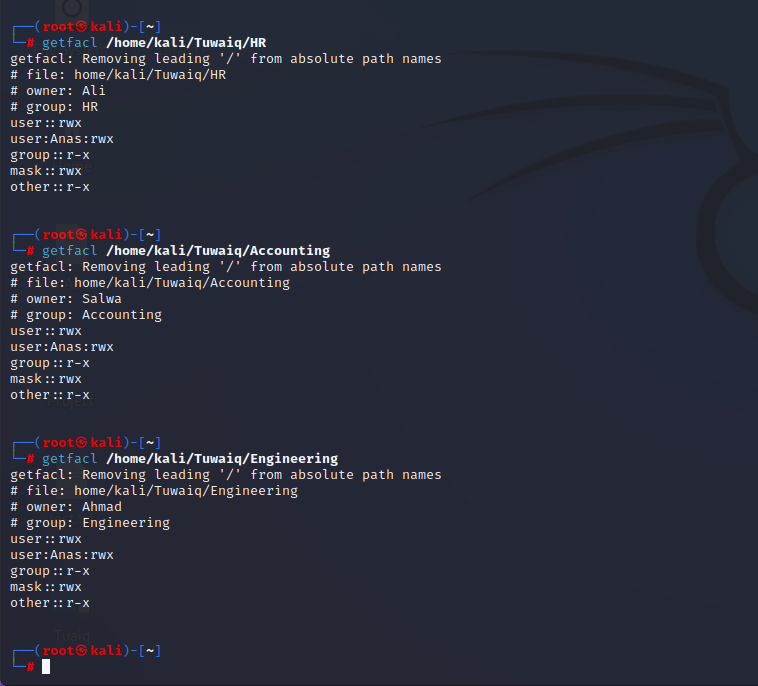 ┌──(root㉿kali)-[~]
└─# getfacl /home/kali/Tuwaiq/HR
getfacl: Removing leading '/' from absolute path names
# file: home/kali/Tuwaiq/HR
# owner: Ali
# group: HR
user::rwx
user:Anas:rwx
group::r-x
mask::rwx
other::r-x
┌──(root㉿kali)-[~]
└─# getfacl /home/kali/Tuwaiq/Accounting
getfacl: Removing leading '/' from absolute path names
# file: home/kali/Tuwaiq/Accounting
# owner: Salwa
# group: Accounting
user::rwx
user:Anas:rwx
group::r-x
mask::rwx
other::r-x
┌──(root㉿kali)-[~]
└─# getfacl /home/kali/Tuwaiq/Engineering
getfacl: Removing leading '/' from absolute path names
# file: home/kali/Tuwaiq/Engineering
# owner: Ahmad
# group: Engineering
user::rwx
user:Anas:rwx
group::r-x
mask::rwx
other::r-x
┌──(root㉿kali)-[~]
└─#